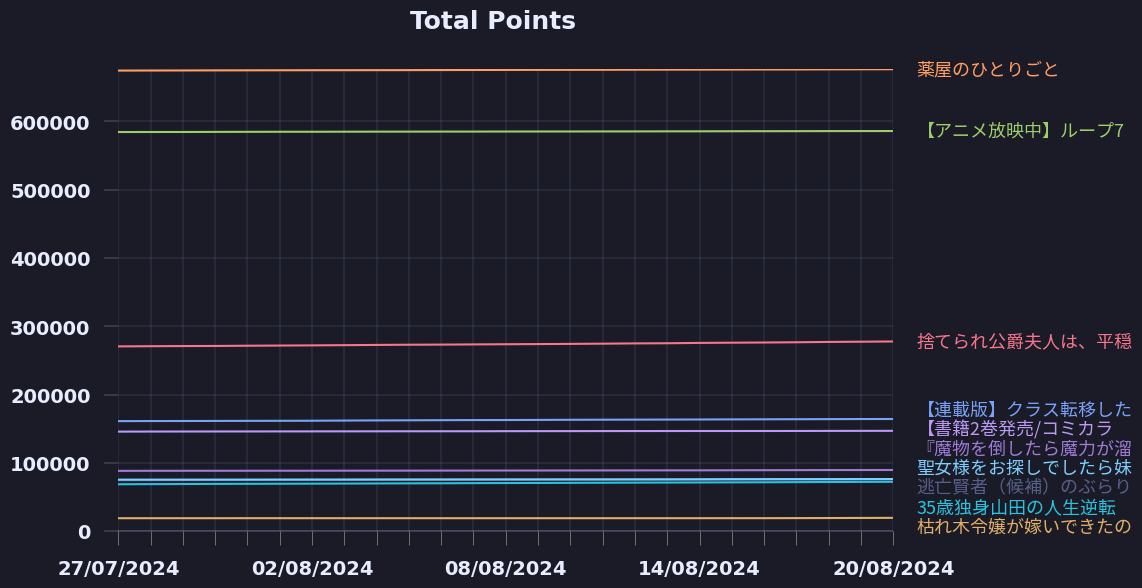 Total Points
薬屋のひとりごと
600000
【アニメ放映中】ループ7
500000
400000
300000
捨てられ公爵夫人は、平穏
200000
【連載版】クラス転移した
【書籍2巻発売/コミカラ
『魔物を倒したら魔力が溜
100000
聖女様をお探しでしたら妹
逃亡賢者（候補）のぶらり
35歳独身山田の人生逆転
0
枯れ木令嬢が嫁いできたの
27/07/2024 02/08/2024 08/08/2024 14/08/2024 20/08/2024